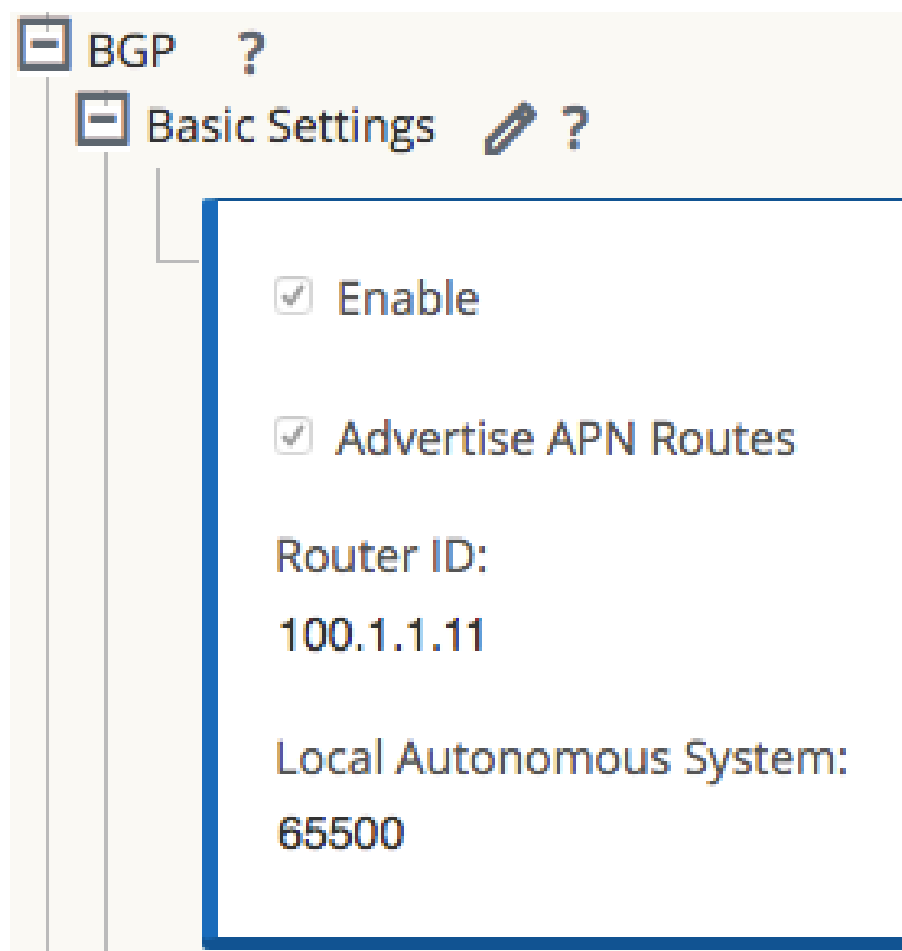 BGP ?
Basic Settings ?
Enable
Advertise APN Routes
Router ID:
100.1.1.11
Local Autonomous System:
65500